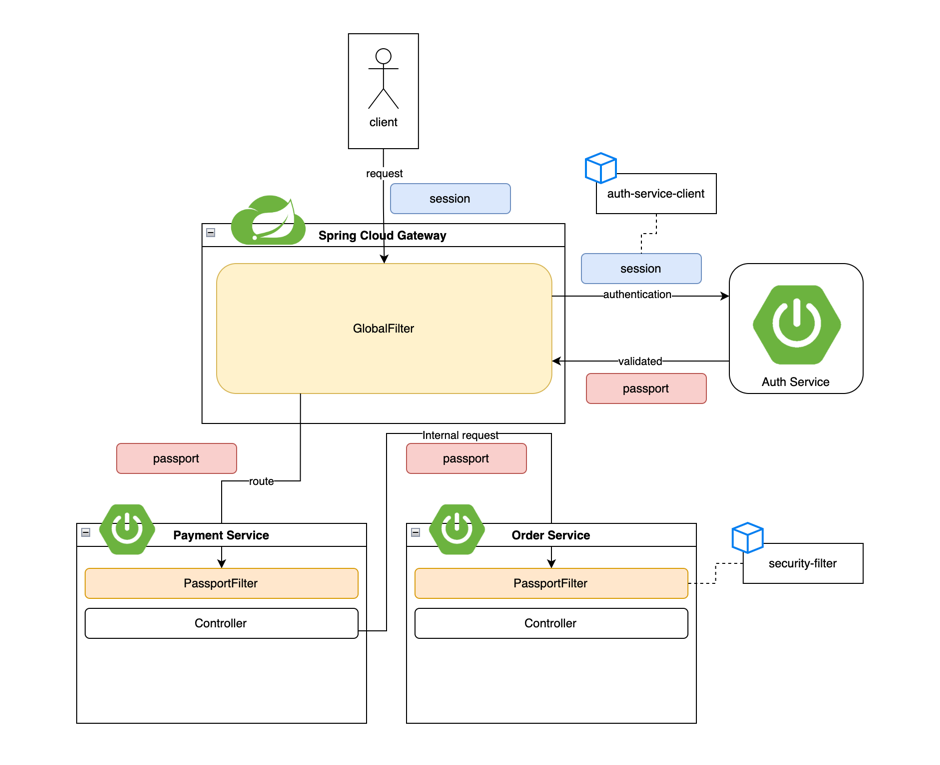 client
request
session
auth-service-client
Spring Cloud Gateway
session
authentication
GlobalFilter
validated
Auth Service
passport
Internal request
passport
passport
route
Payment Service
Order Service
PassportFilter
PassportFilter
security-filter
Controller
Controller